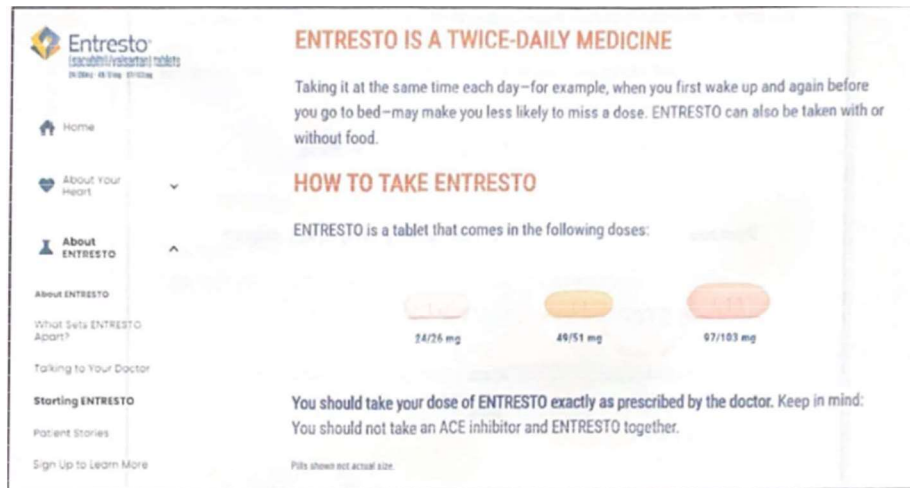 Entresto
(sacubitril/valsartan) tablets
24/26mg · 49/51mg · 97/103mg
Home
About Your
Heart
About
ENTRESTO
About ENTRESTO
What Sets ENTRESTO
Apart?
Talking to Your Doctor
Starting ENTRESTO
Patient Stories
Sign Up to Learn More
ENTRESTO IS A TWICE-DAILY MEDICINE
Taking it at the same time each day—for example, when you first wake up and again before
you go to bed—may make you less likely to miss a dose. ENTRESTO can also be taken with or
without food.
HOW TO TAKE ENTRESTO
ENTRESTO is a tablet that comes in the following doses:
24/26 mg
49/51 mg
97/103 mg
You should take your dose of ENTRESTO exactly as prescribed by the doctor. Keep in mind:
You should not take an ACE inhibitor and ENTRESTO together.
Pills shown not actual size.